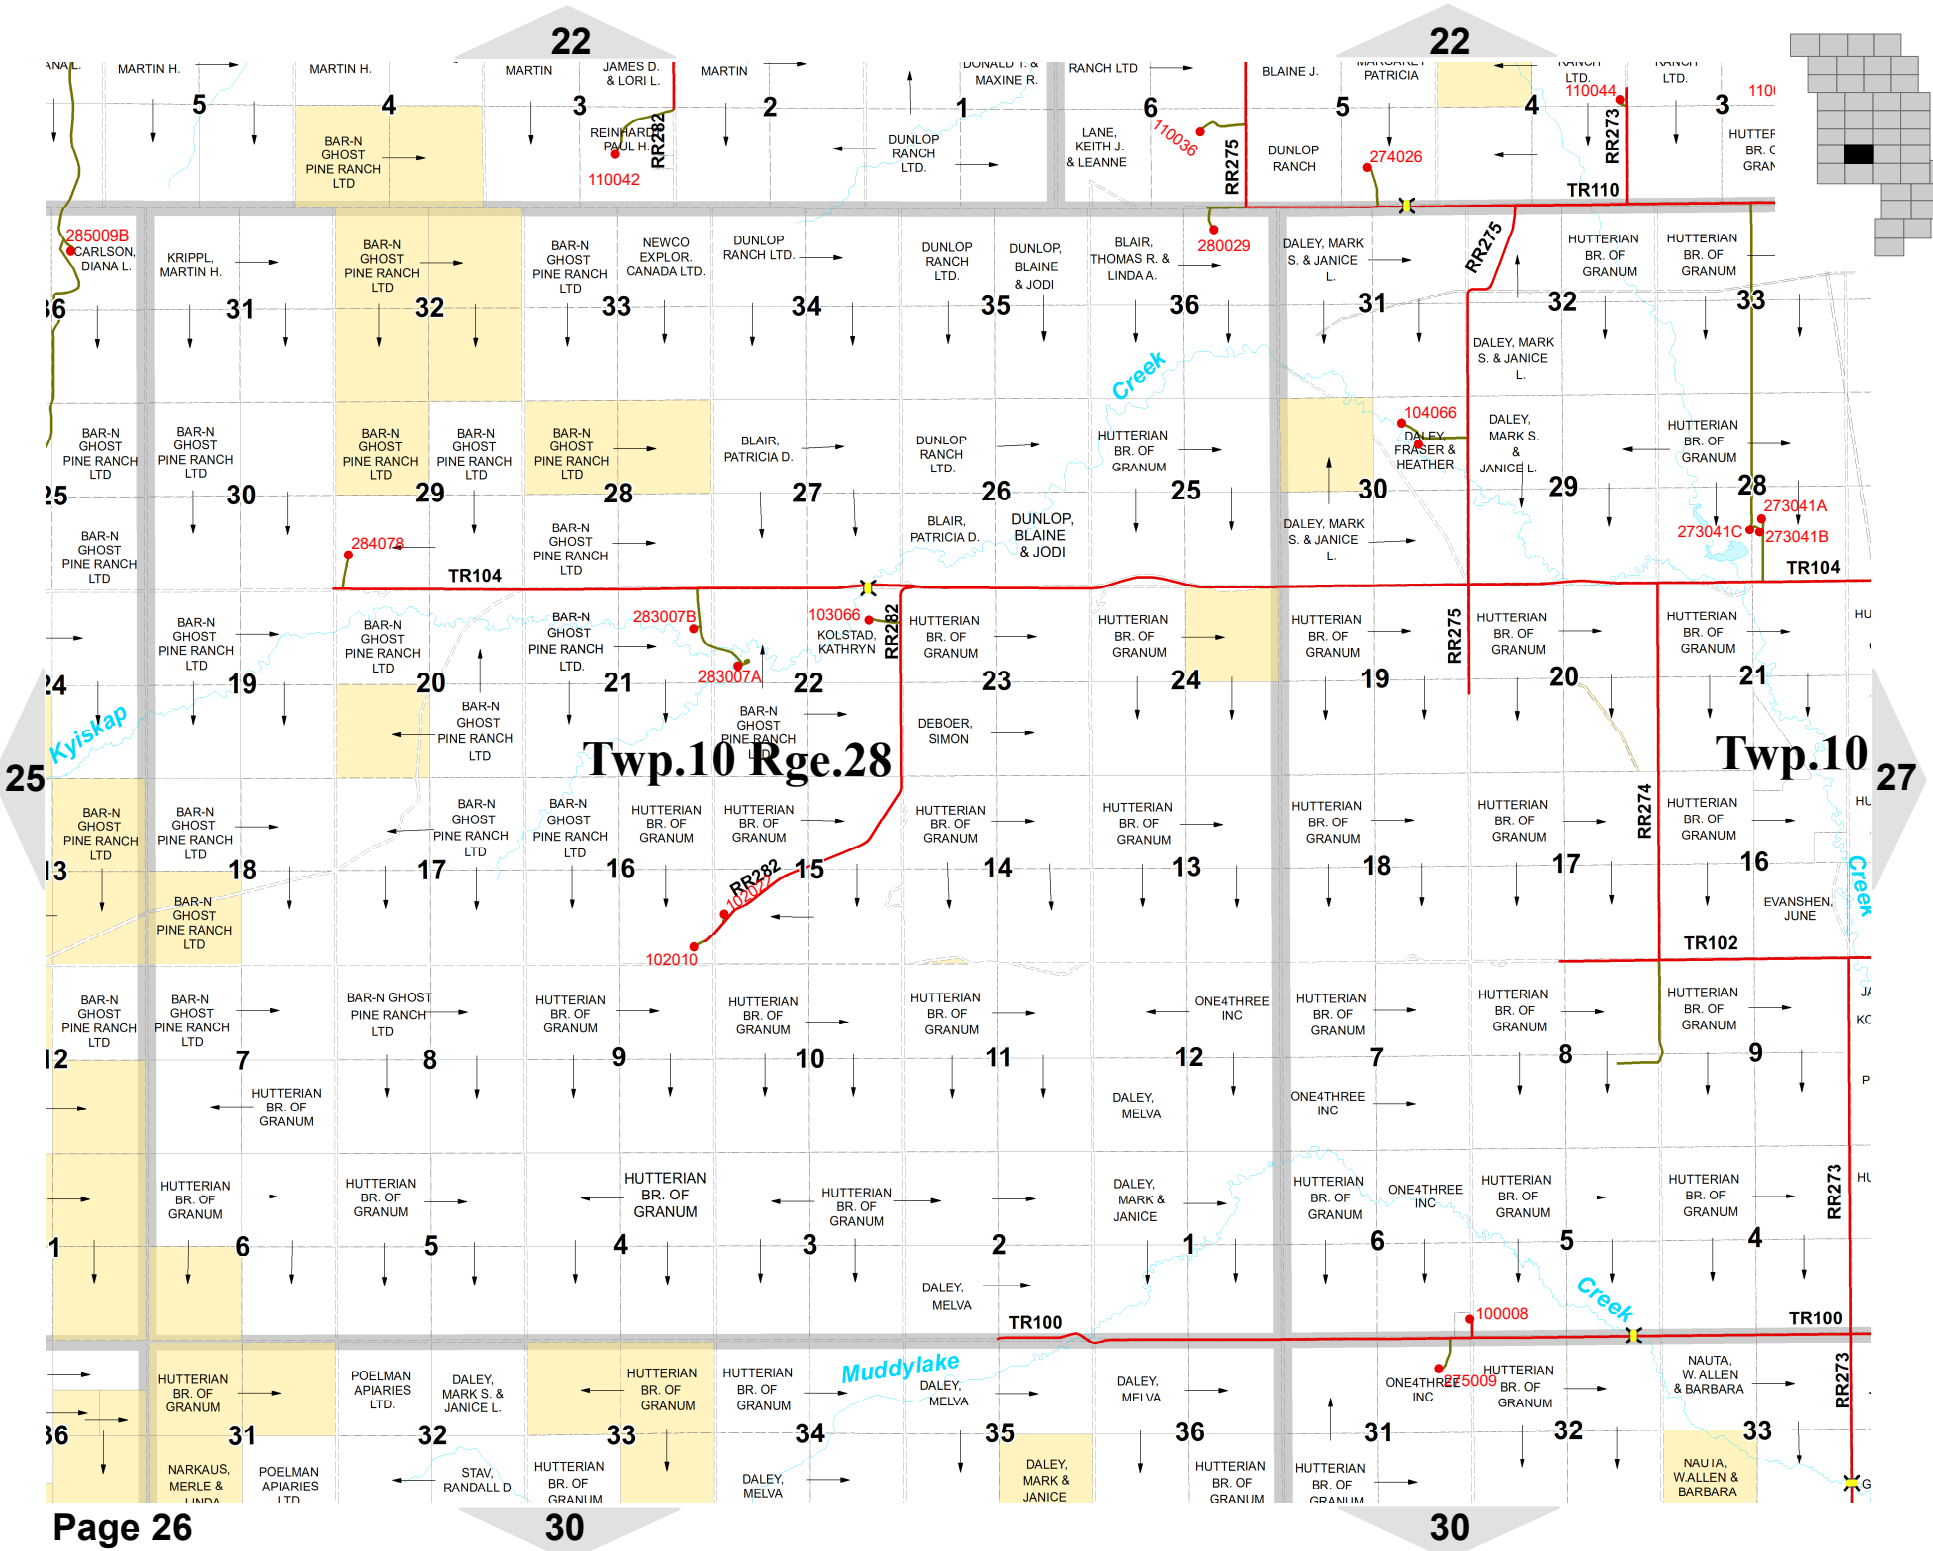 22
22
MARTIN H.
MARTIN H.
MARTIN
JAMES D.
& LORI L.
MARTIN
MAXINE R.
RANCH LTD
BLAINE J.
PATRICIA
LTD.
LTD.
5
4
3
2
1
6
5
4
3
110044
BAR-N
GHOST
PINE RANCH
LTD
REINHARD
PAUL H.
110042
RR282
DUNLOP
RANCH
LTD.
LANE,
KEITH J.
& LEANNE
110036
RR275
DUNLOP
RANCH
274026
RR273
TR110
285009B
CARLSON,
DIANA L.
KRIPPL,
MARTIN H.
BAR-N
GHOST
PINE RANCH
LTD
BAR-N
GHOST
PINE RANCH
LTD
NEWCO
EXPLOR.
CANADA LTD.
DUNLOP
RANCH LTD.
DUNLOP
RANCH
LTD.
DUNLOP,
BLAINE
& JODI
BLAIR,
THOMAS R. &
LINDA A.
280029
DALEY, MARK
S. & JANICE
L.
RR275
HUTTERIAN
BR. OF
GRANUM
HUTTERIAN
BR. OF
GRANUM
36
31
32
33
34
35
36
31
32
33
DALEY, MARK
S. & JANICE
L.
Creek
BAR-N
GHOST
PINE RANCH
LTD
BAR-N
GHOST
PINE RANCH
LTD
BAR-N
GHOST
PINE RANCH
LTD
BAR-N
GHOST
PINE RANCH
LTD
BAR-N
GHOST
PINE RANCH
LTD
BLAIR,
PATRICIA D.
DUNLOP
RANCH
LTD.
HUTTERIAN
BR. OF
GRANUM
104066
DALEY,
FRASER &
HEATHER
DALEY,
MARK S.
&
JANICE L.
HUTTERIAN
BR. OF
GRANUM
25
30
29
28
27
26
25
30
29
28
273041A
273041C
273041B
BAR-N
GHOST
PINE RANCH
LTD
284078
BAR-N
GHOST
PINE RANCH
LTD
BLAIR,
PATRICIA D.
DUNLOP,
BLAINE
& JODI
DALEY, MARK
S. & JANICE
L.
TR104
TR104
BAR-N
GHOST
PINE RANCH
LTD
BAR-N
GHOST
PINE RANCH
LTD
BAR-N
GHOST
PINE RANCH
LTD.
283007B
283007A
103066
KOLSTAD,
KATHRYN
RR282
HUTTERIAN
BR. OF
GRANUM
HUTTERIAN
BR. OF
GRANUM
HUTTERIAN
BR. OF
GRANUM
RR275
HUTTERIAN
BR. OF
GRANUM
HUTTERIAN
BR. OF
GRANUM
24
19
20
21
22
23
24
19
20
21
Kyiskap
BAR-N
GHOST
PINE RANCH
LTD
BAR-N
GHOST
PINE RANCH
LTD
DEBOER,
SIMON
Twp.10 Rge.28
Twp.10
25
27
BAR-N
GHOST
PINE RANCH
LTD
BAR-N
GHOST
PINE RANCH
LTD
BAR-N
GHOST
PINE RANCH
LTD
BAR-N
GHOST
PINE RANCH
LTD
HUTTERIAN
BR. OF
GRANUM
HUTTERIAN
BR. OF
GRANUM
HUTTERIAN
BR. OF
GRANUM
HUTTERIAN
BR. OF
GRANUM
HUTTERIAN
BR. OF
GRANUM
HUTTERIAN
BR. OF
GRANUM
RR274
HUTTERIAN
BR. OF
GRANUM
13
18
17
16
15
14
13
18
17
16
Creek
BAR-N
GHOST
PINE RANCH
LTD
RR282
102022
102010
EVANSHEN,
JUNE
TR102
BAR-N
GHOST
PINE RANCH
LTD
BAR-N
GHOST
PINE RANCH
LTD
BAR-N GHOST
PINE RANCH
LTD
HUTTERIAN
BR. OF
GRANUM
HUTTERIAN
BR. OF
GRANUM
HUTTERIAN
BR. OF
GRANUM
ONE4THREE
INC
HUTTERIAN
BR. OF
GRANUM
HUTTERIAN
BR. OF
GRANUM
HUTTERIAN
BR. OF
GRANUM
12
7
8
9
10
11
12
7
8
9
HUTTERIAN
BR. OF
GRANUM
DALEY,
MELVA
ONE4THREE
INC
HUTTERIAN
BR. OF
GRANUM
HUTTERIAN
BR. OF
GRANUM
HUTTERIAN
BR. OF
GRANUM
HUTTERIAN
BR. OF
GRANUM
DALEY,
MARK &
JANICE
HUTTERIAN
BR. OF
GRANUM
ONE4THREE
INC
HUTTERIAN
BR. OF
GRANUM
HUTTERIAN
BR. OF
GRANUM
RR273
1
6
5
4
3
2
1
6
5
4
DALEY,
MELVA
Creek
TR100
100008
TR100
Muddylake
HUTTERIAN
BR. OF
GRANUM
POELMAN
APIARIES
LTD.
DALEY,
MARK S. &
JANICE L.
HUTTERIAN
BR. OF
GRANUM
HUTTERIAN
BR. OF
GRANUM
DALEY,
MELVA
DALEY,
MELVA
ONE4THREE
INC
275009
HUTTERIAN
BR. OF
GRANUM
NAUTA,
W. ALLEN
& BARBARA
RR273
36
31
32
33
34
35
36
31
32
33
NARKAUS,
MERLE &
LINDA
POELMAN
APIARIES
LTD
STAV,
RANDALL D
HUTTERIAN
BR. OF
GRANUM
DALEY,
MELVA
DALEY,
MARK &
JANICE
HUTTERIAN
BR. OF
GRANUM
HUTTERIAN
BR. OF
GRANUM
NAUTA,
W.ALLEN &
BARBARA
Page 26
30
30